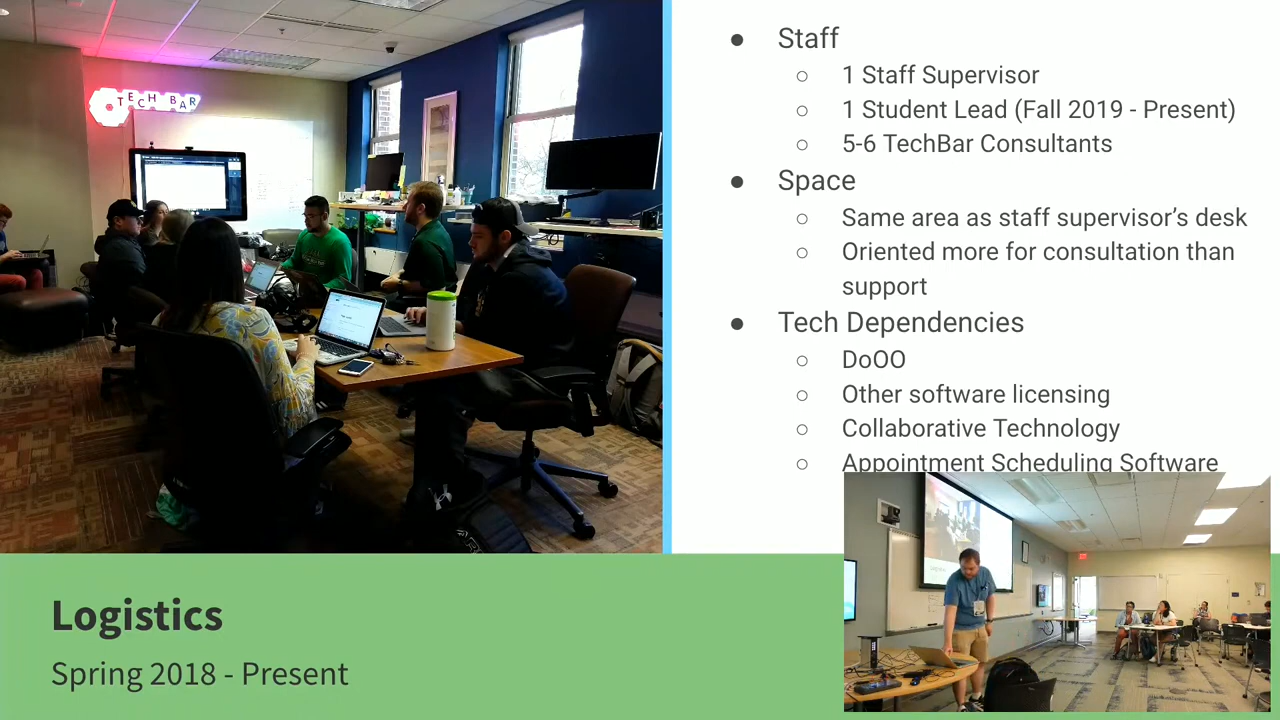 TECH BAR
● Staff
○ 1 Staff Supervisor
○ 1 Student Lead (Fall 2019 - Present)
○ 5-6 TechBar Consultants
● Space
○ Same area as staff supervisor's desk
○ Oriented more for consultation than
support
● Tech Dependencies
○ DoOO
○ Other software licensing
○ Collaborative Technology
○ Appointment Scheduling Software
Logistics
Spring 2018 - Present